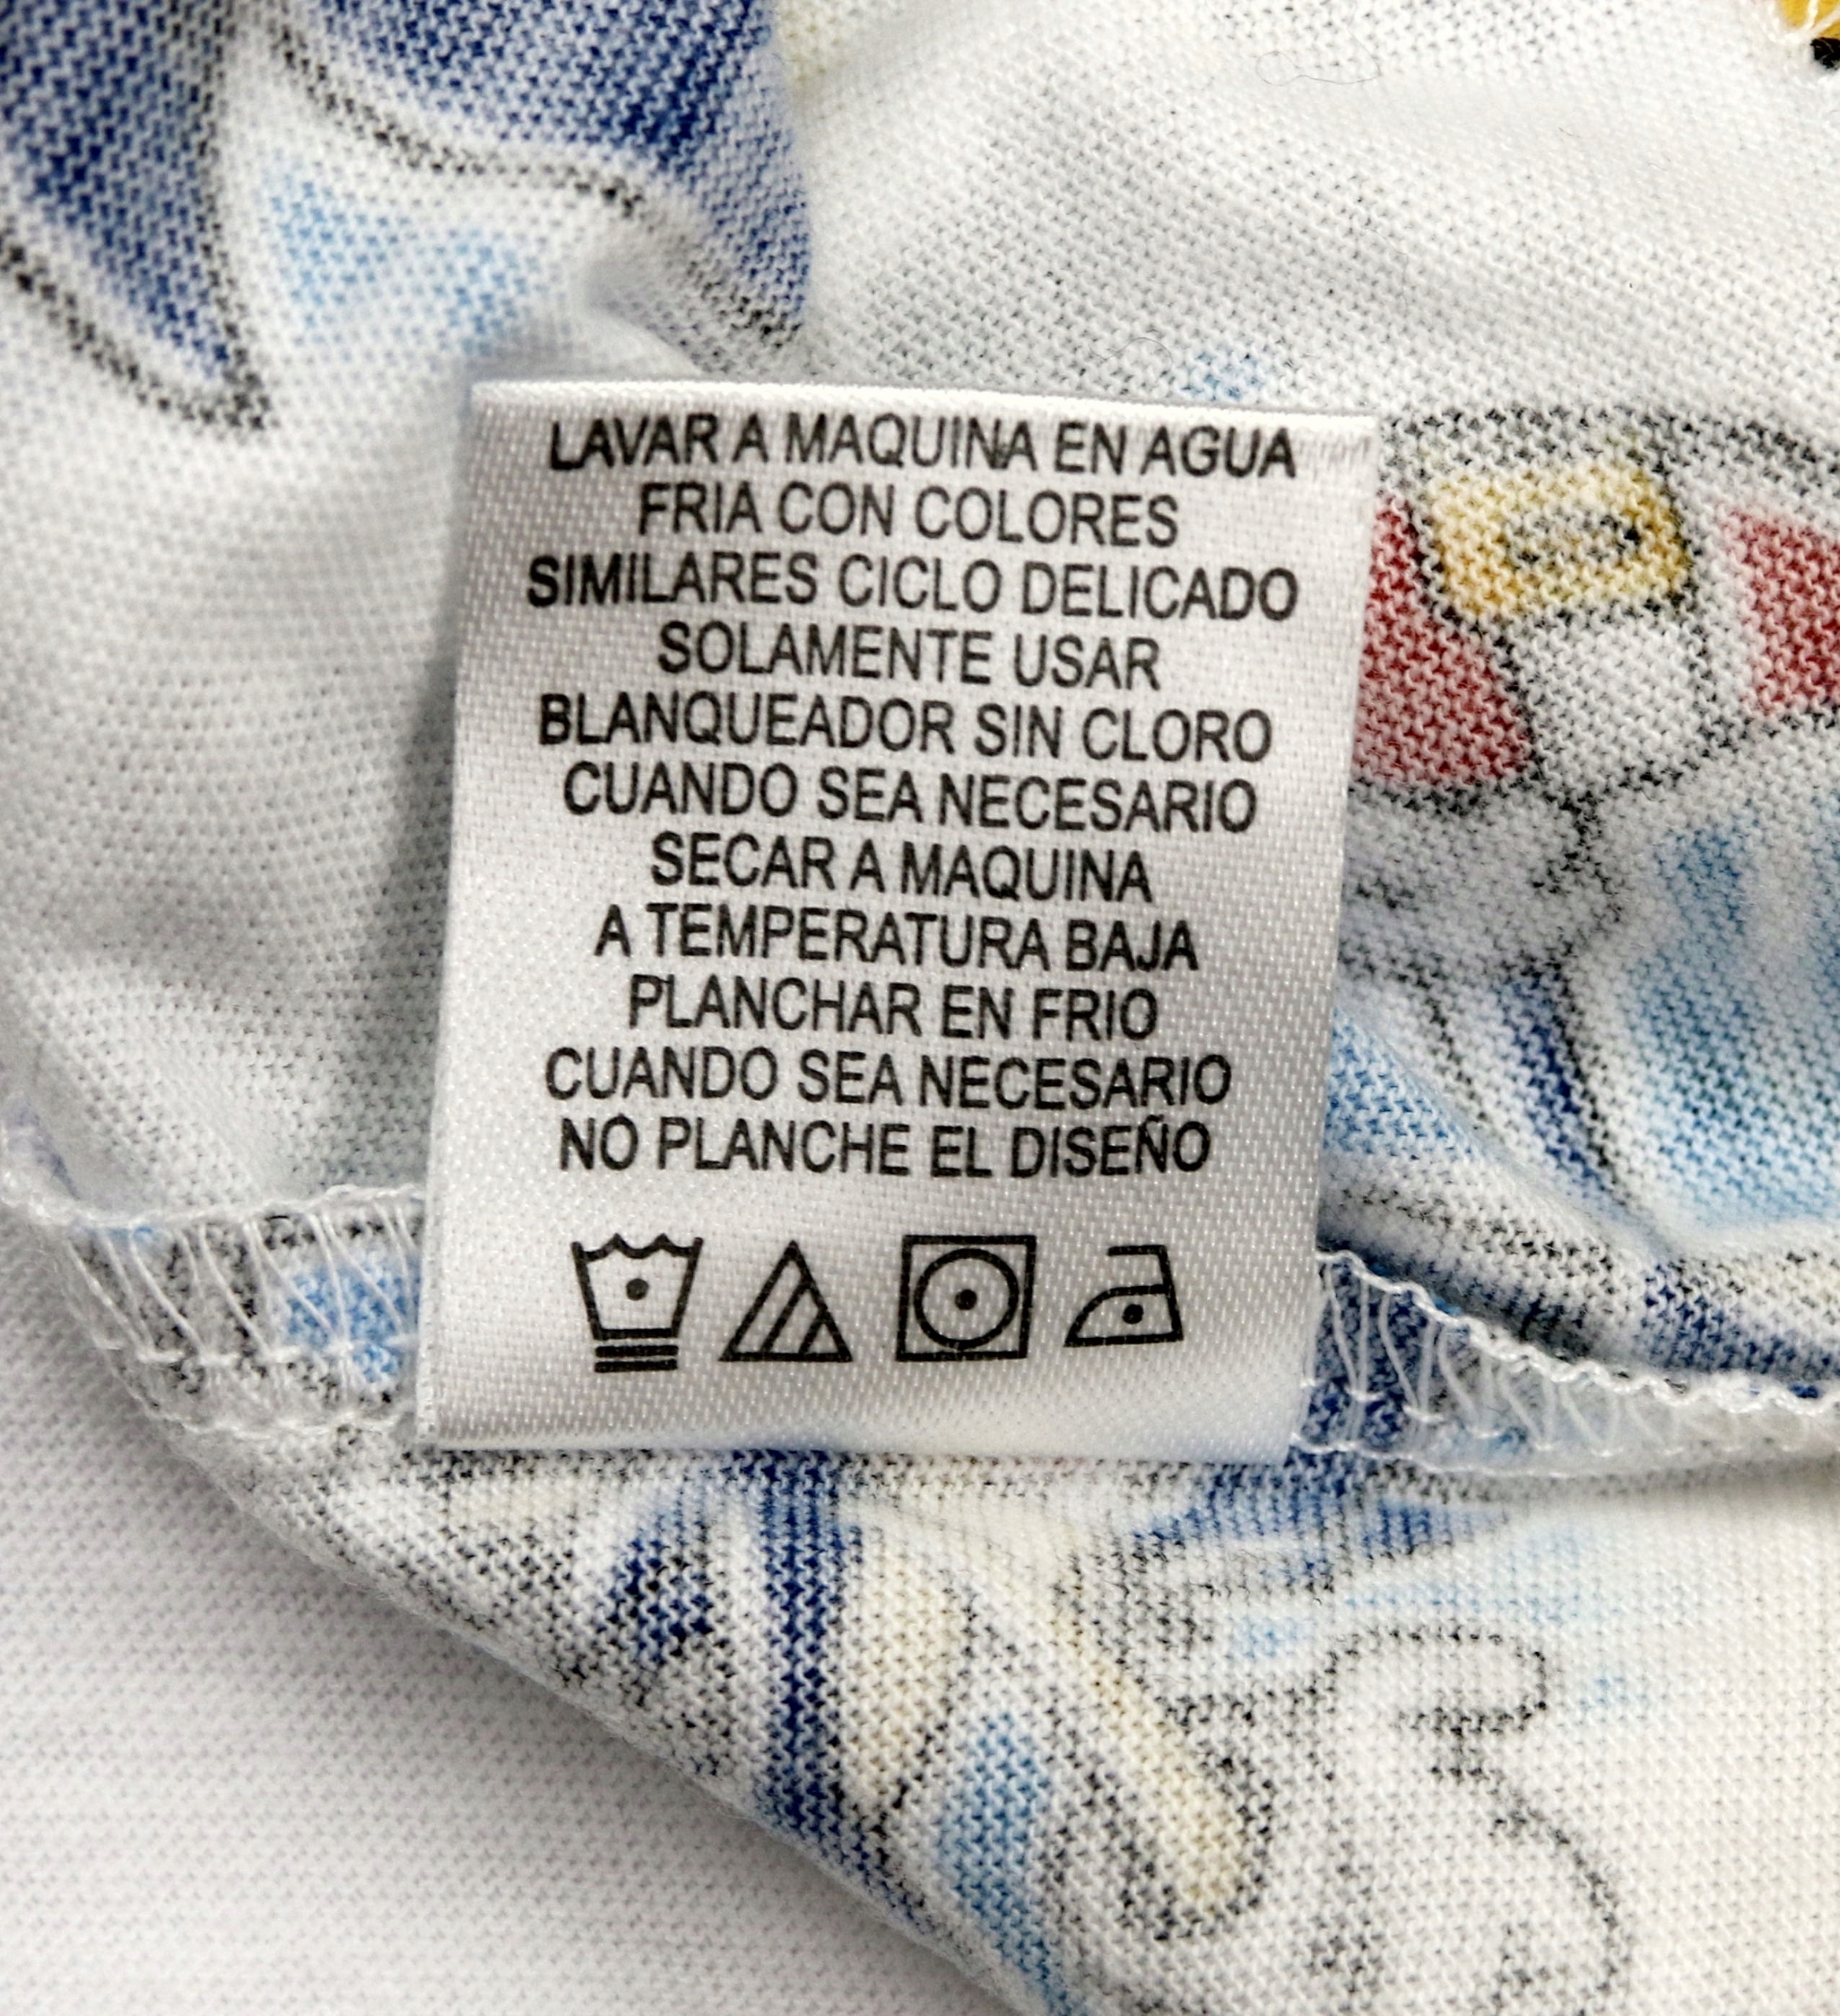 LAVAR A MAQUINA EN AGUA
FRIA CON COLORES
SIMILARES CICLO DELICADO
SOLAMENTE USAR
BLANQUEADOR SIN CLORO
CUANDO SEA NECESARIO
SECAR A MAQUINA
A TEMPERATURA BAJA
PLANCHAR EN FRIO
CUANDO SEA NECESARIO
NO PLANCHE EL DISEÑO